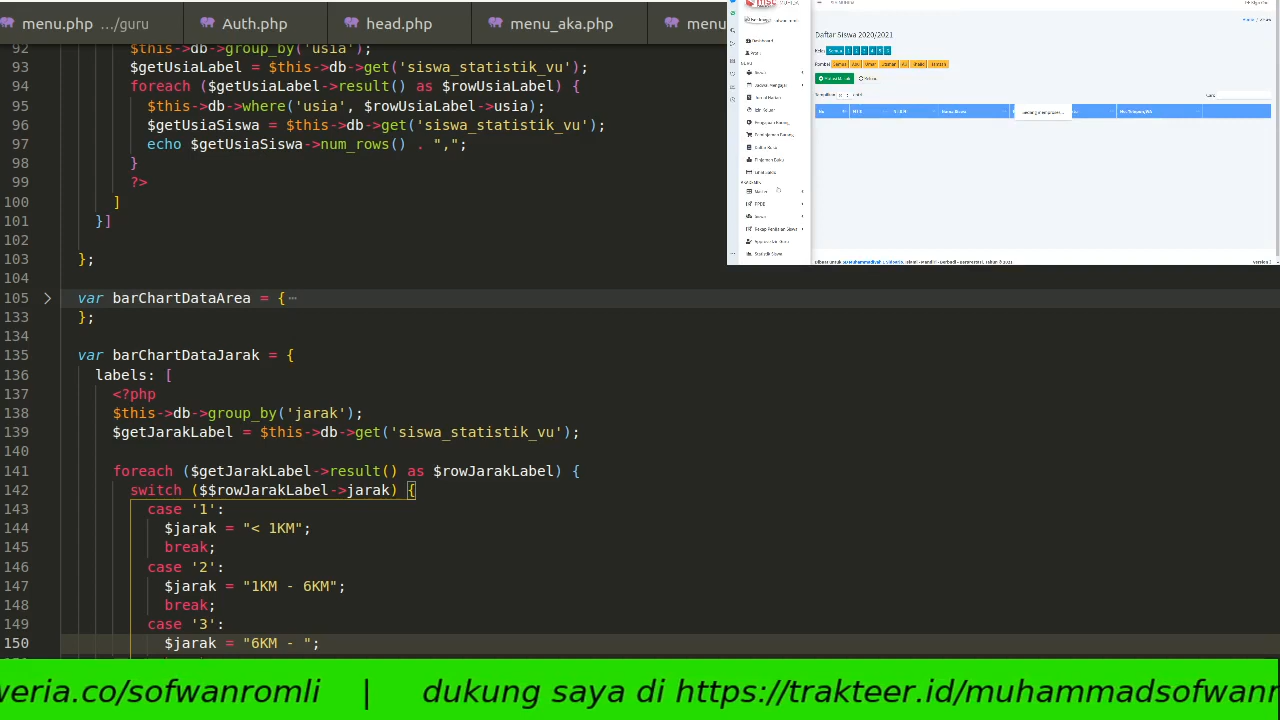 menu.php .../guru
Auth.php
head.php
menu_aka.php
menu
92 $this->db->group_by('usia');
93 $getUsiaLabel = $this->db->get('siswa_statistik_vu');
94 foreach ($getUsiaLabel->result() as $rowUsiaLabel) {
95 $this->db->where('usia', $rowUsiaLabel->usia);
96 $getUsiaSiswa = $this->db->get('siswa_statistik_vu');
97 echo $getUsiaSiswa->num_rows() . ",";
98 }
99 ?>
100 ]
101 }]
102
103 };
104
105 var barChartDataArea = {
133 };
134
135 var barChartDataJarak = {
136 labels: [
137 <?php
138 $this->db->group_by('jarak');
139 $getJarakLabel = $this->db->get('siswa_statistik_vu');
140
141 foreach ($getJarakLabel->result() as $rowJarakLabel) {
142 switch ($$rowJarakLabel->jarak) {
143 case '1':
144 $jarak = "< 1KM";
145 break;
146 case '2':
147 $jarak = "1KM - 6KM";
148 break;
149 case '3':
150 $jarak = "6KM - ";
Daftar Siswa 2020/2021
Dashboard
Nama Siswa
weria.co/sofwanromli | dukung saya di https://trakteer.id/muhammadsofwanr